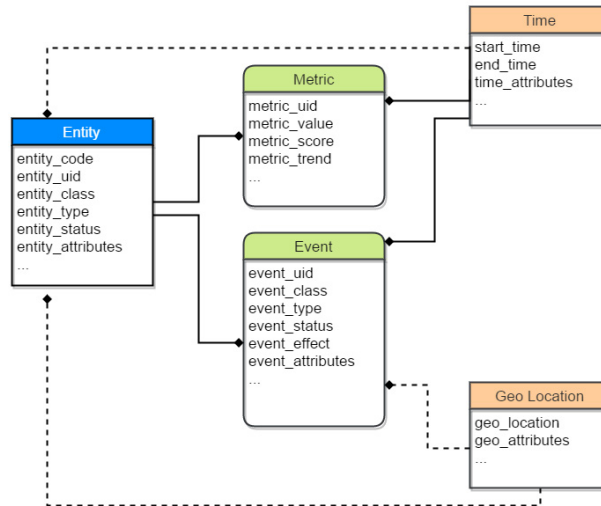 Time
start_time
end_time
time_attributes
...
Metric
metric_uid
metric_value
metric_score
metric_trend
...
Entity
entity_code
entity_uid
entity_class
entity_type
entity_status
entity_attributes
...
Event
event_uid
event_class
event_type
event_status
event_effect
event_attributes
...
Geo Location
geo_location
geo_attributes
...